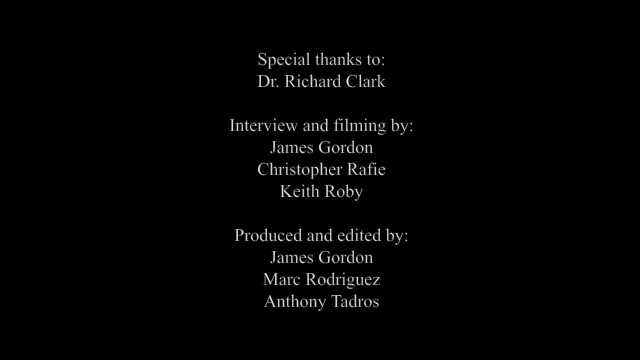 Special thanks to:
Dr. Richard Clark
Interview and filming by:
James Gordon
Christopher Rafie
Keith Roby
Produced and edited by:
James Gordon
Marc Rodriguez
Anthony Tadros